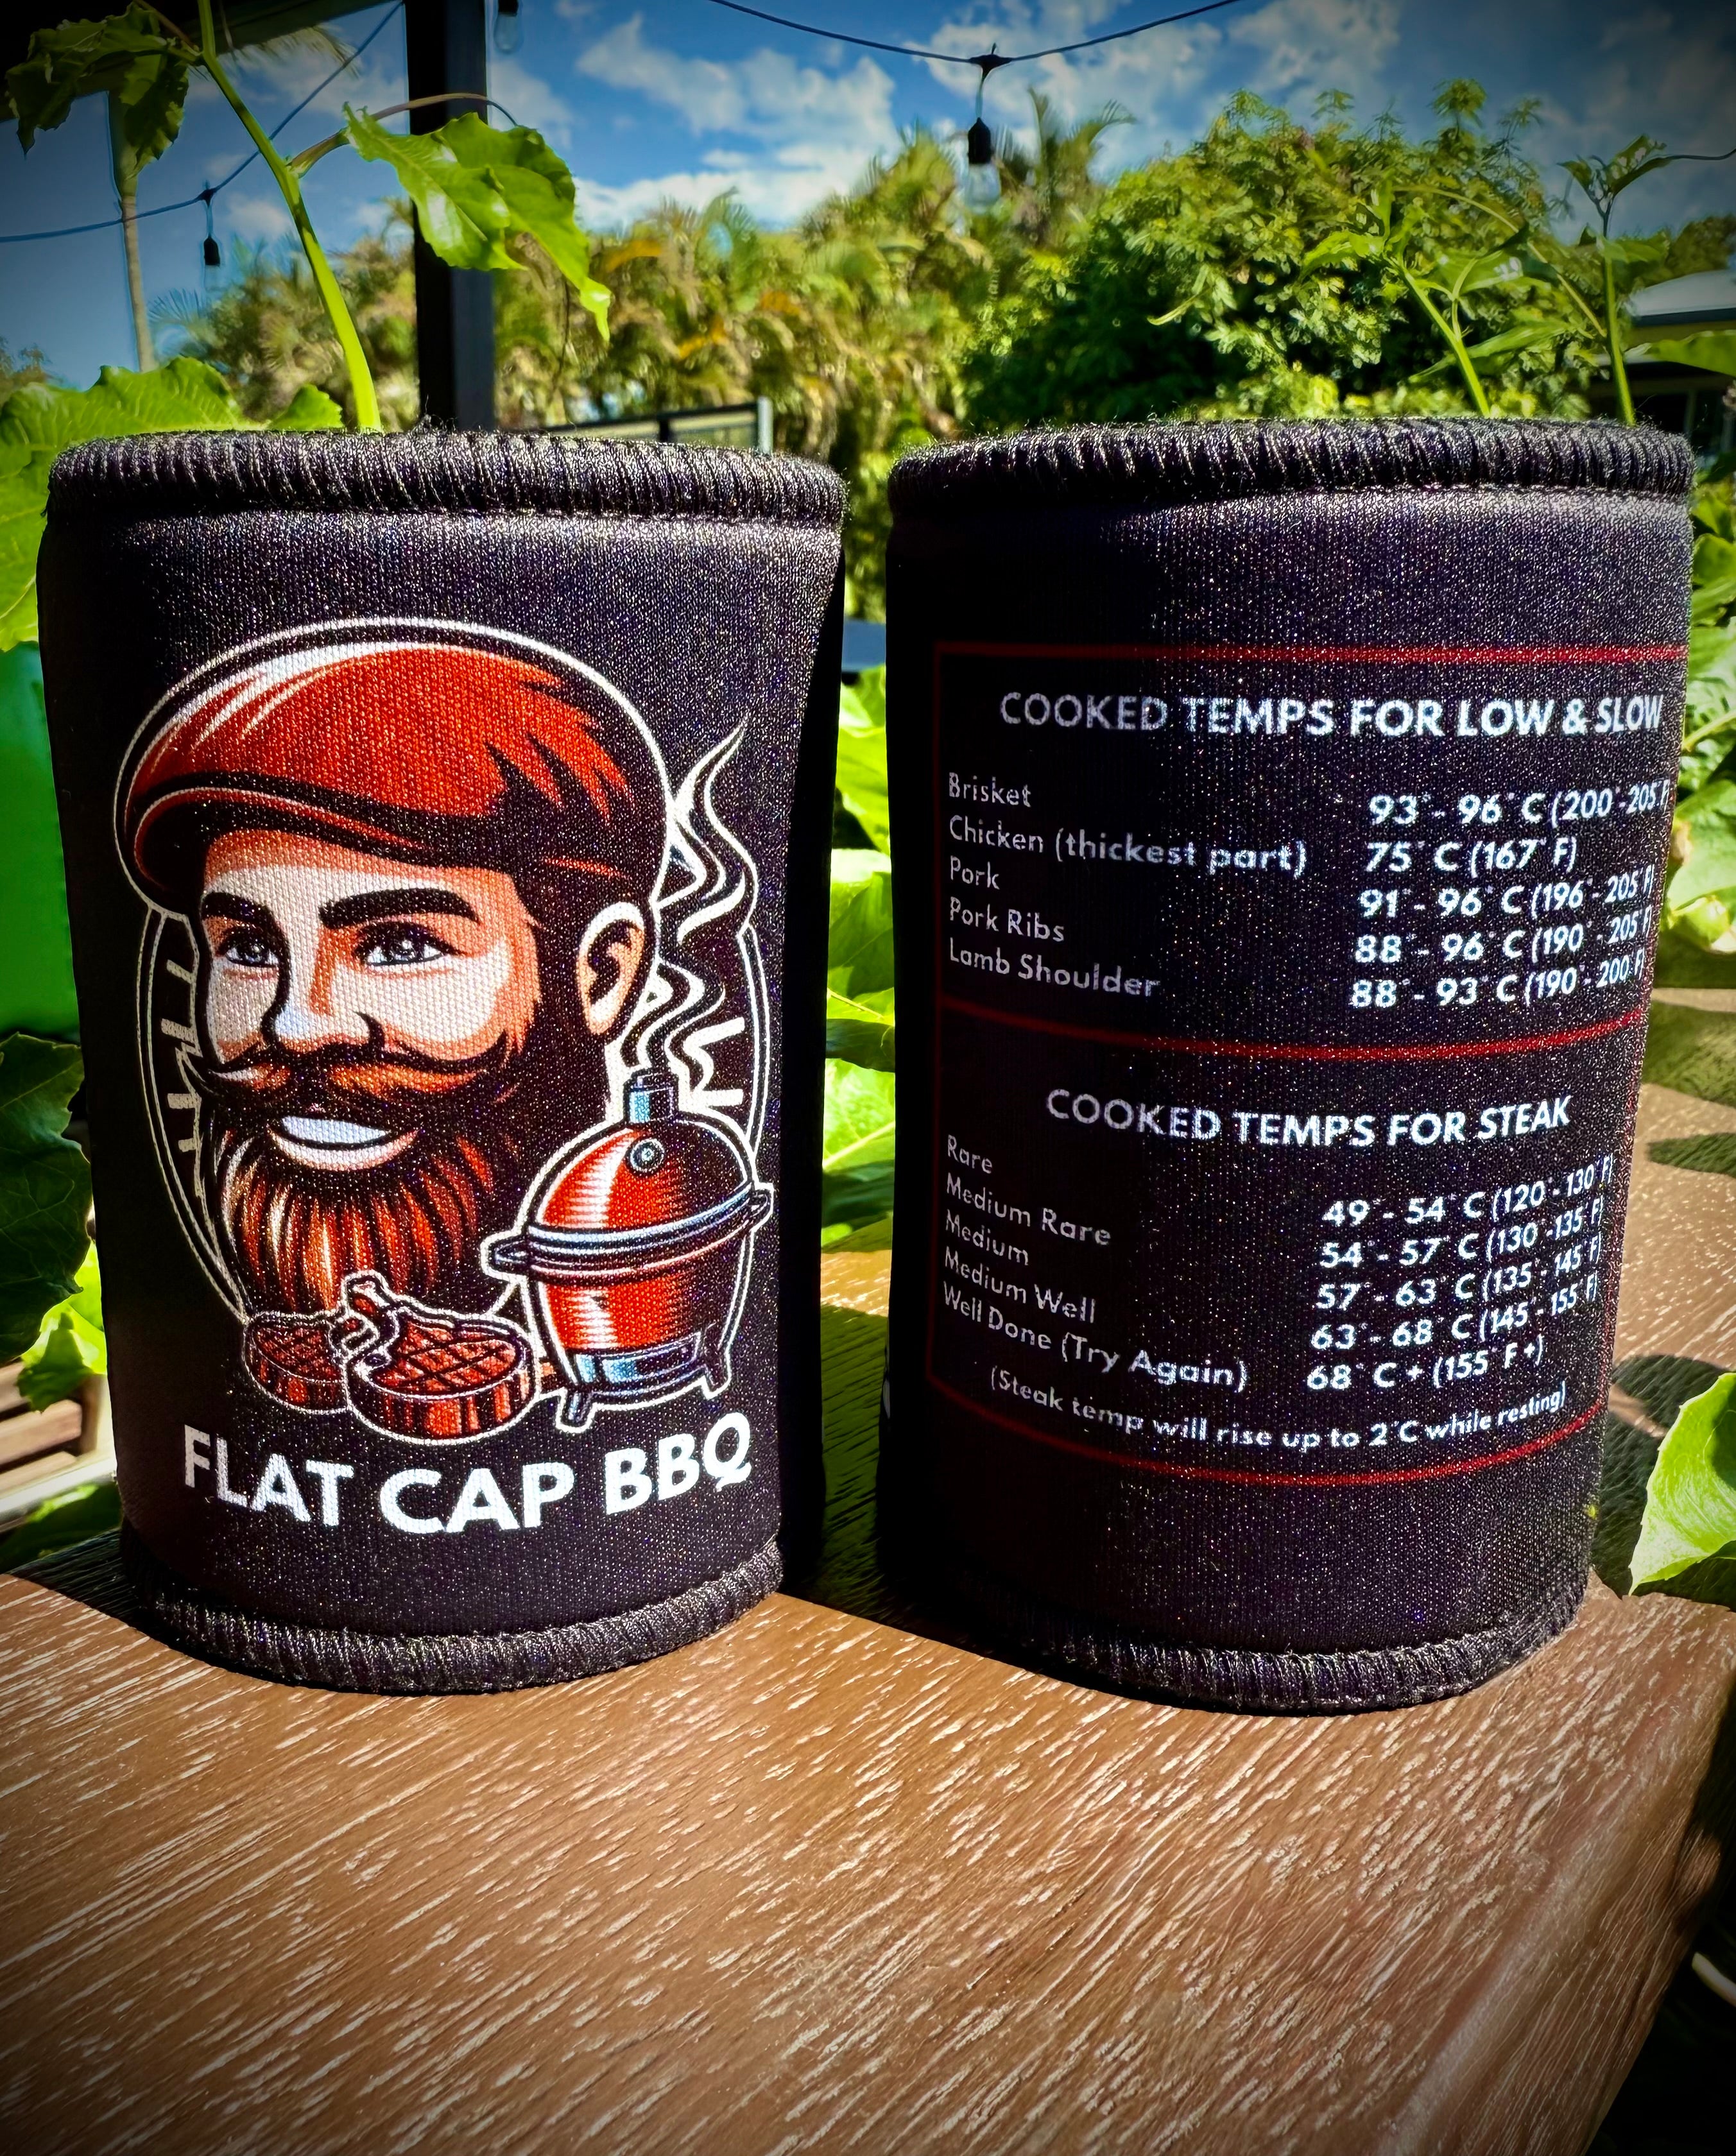 FLAT CAP BBQ
COOKED TEMPS FOR LOW & SLOW
Brisket 93° - 96° C (200° - 205° F)
Chicken (thickest part) 75° C (167° F)
Pork 91° - 96° C (196° - 205° F)
Pork Ribs 88° - 96° C (190° - 205° F)
Lamb Shoulder 88° - 93° C (190° - 200° F)
COOKED TEMPS FOR STEAK
Rare 49° - 54° C (120° - 130° F)
Medium Rare 54° - 57° C (130° - 135° F)
Medium 57° - 63° C (135° - 145° F)
Medium Well 63° - 68° C (145° - 155° F)
Well Done (Try Again) 68° C + (155° F +)
(Steak temp will rise up to 2°C while resting)